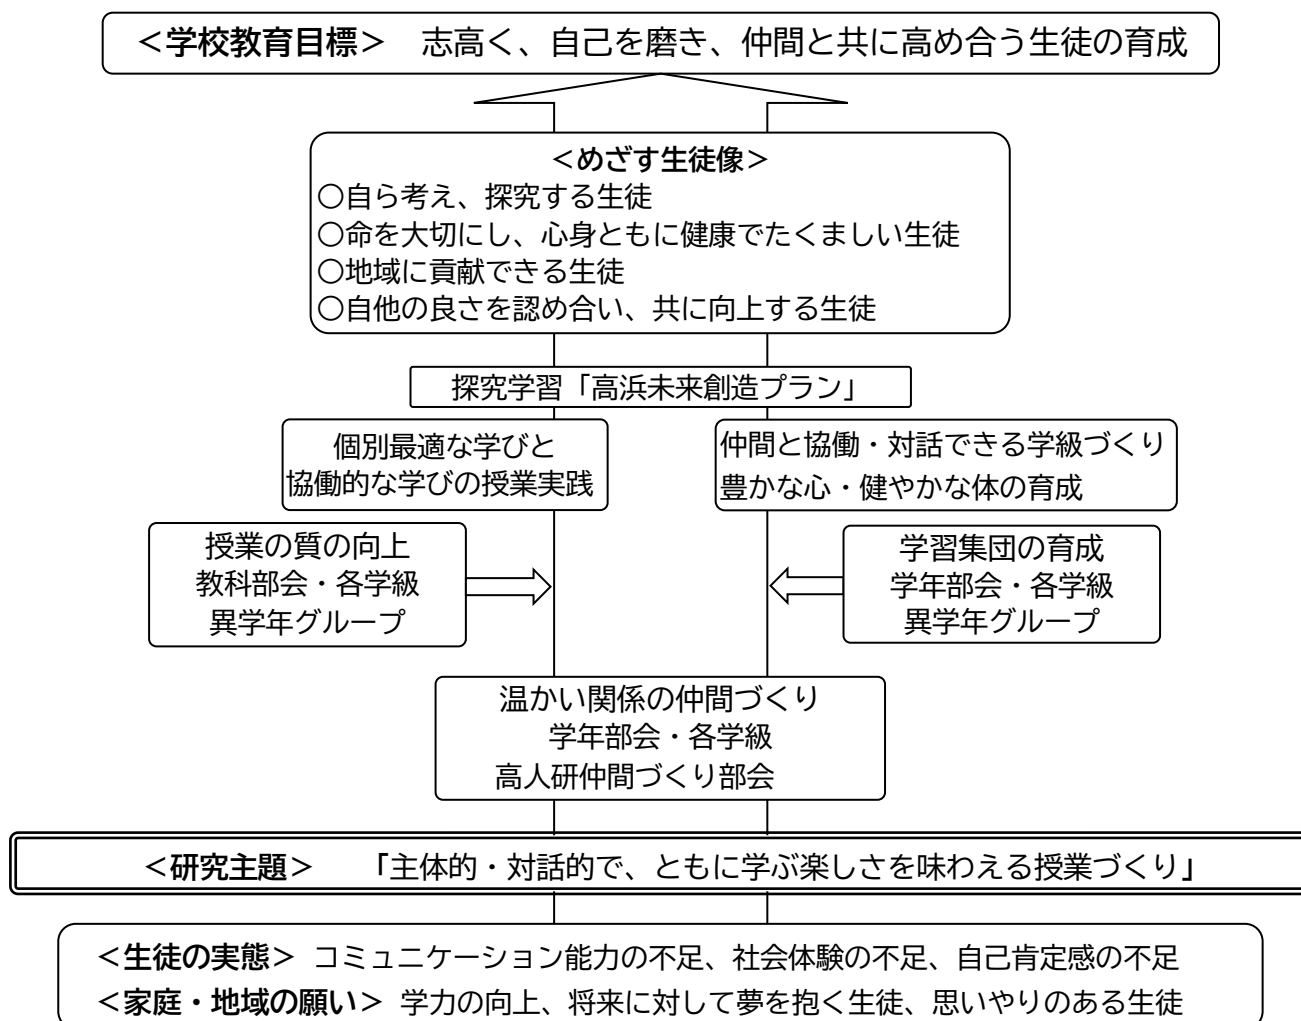 ＜学校教育目標＞　志高く、自己を磨き、仲間と共に高め合う生徒の育成
＜めざす生徒像＞
〇自ら考え、探究する生徒
〇命を大切にし、心身ともに健康でたくましい生徒
〇地域に貢献できる生徒
〇自他の良さを認め合い、共に向上する生徒
探究学習「高浜未来創造プラン」
個別最適な学びと
協働的な学びの授業実践
仲間と協働・対話できる学級づくり
豊かな心・健やかな体の育成
授業の質の向上
教科部会・各学級
異学年グループ
学習集団の育成
学年部会・各学級
異学年グループ
温かい関係の仲間づくり
学年部会・各学級
高人研仲間づくり部会
＜研究主題＞　「主体的・対話的で、ともに学ぶ楽しさを味わえる授業づくり」
＜生徒の実態＞ コミュニケーション能力の不足、社会体験の不足、自己肯定感の不足
＜家庭・地域の願い＞ 学力の向上、将来に対して夢を抱く生徒、思いやりのある生徒